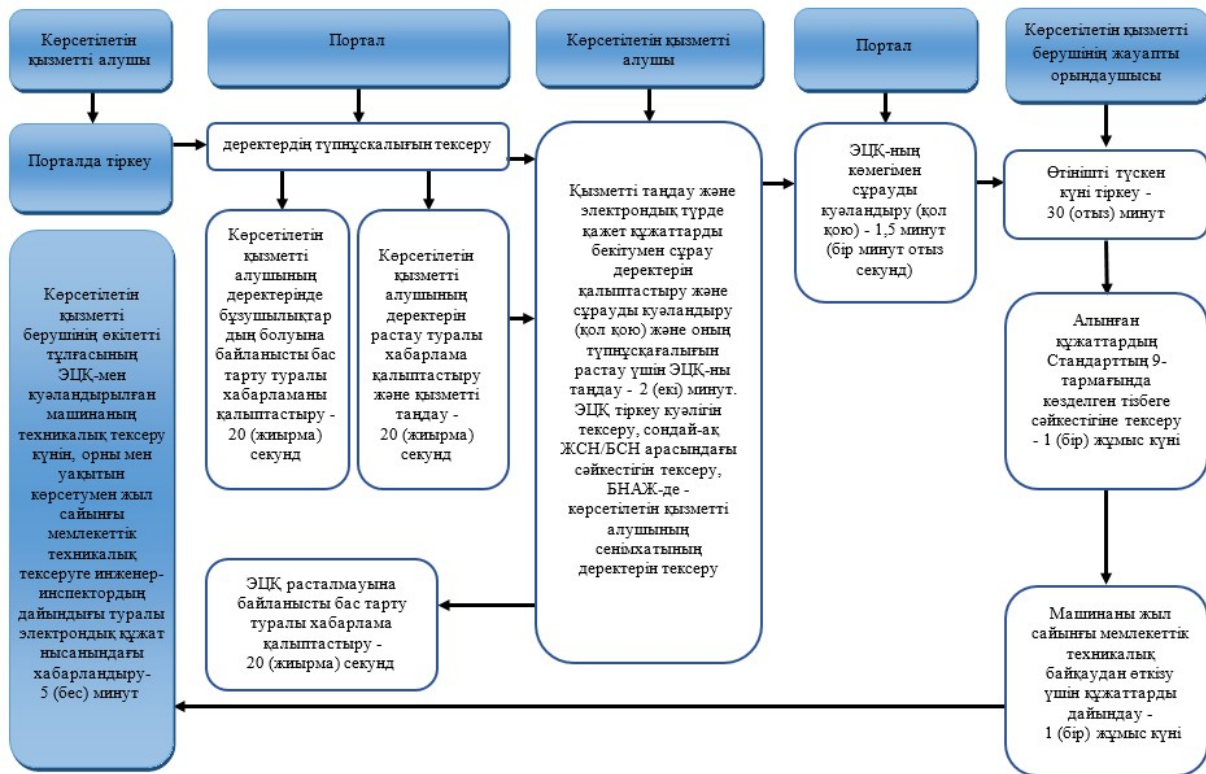 Көрсетілетін
қызметті алушы
Портал
Көрсетілетін қызметті
алушы
Портал
Көрсетілетін қызметті
берушінің жауапты
орындаушысы
Порталда тіркеу
деректердің түпнұскалығын тексеру
Көрсетілетін
қызметті
алушының
деректерінде
бұзушылықтар
дың болуына
байланысты бас
тарту туралы
хабарламаны
қалыптастыру -
20 (жиырма)
секунд
Көрсетілетін
қызметті
алушының
деректерін
растау туралы
хабарлама
қалыптастыру
және қызметті
таңдау -
20 (жиырма)
секунд
Қызметті таңдау және
электрондық түрде
қажет құжаттарды
бекітумен сұрау
деректерін
қалыптастыру және
сұрауды куәландыру
(қол қою) және оның
түпнұсқағалығын
растау үшін ЭЦҚ-ны
таңдау - 2 (екі) минут.
ЭЦҚ тіркеу куәлігін
тексеру, сондай-ақ
ЖСН/БСН арасындағы
сәйкестігін тексеру,
БНАЖ-де -
көрсетілетін қызметті
алушының
сенімхатының
деректерін тексеру
ЭЦҚ-ның
көмегімен
сұрауды
куәландыру (қол
қою) - 1,5 минут
(бір минут отыз
секунд)
Өтінішті түскен
күні тіркеу -
30 (отыз) минут
Алынған
құжаттардың
Стандарттың 9-
тармағында
көзделген тізбеге
сәйкестігіне тексеру
- 1 (бір) жұмыс күні
Машинаны жыл
сайынғы мемлекеттік
техникалық
байқаудан өткізу
үшін құжаттарды
дайындау -
1 (бір) жұмыс күні
ЭЦҚ расталмауына
байланысты бас тарту
туралы хабарлама
қалыптастыру -
20 (жиырма) секунд
Көрсетілетін
қызметті
берушінің өкілетті
тұлғасының
ЭЦҚ-мен
куәландырылған
машинаның
техникалық тексеру
күнін, орны мен
уақытын
көрсетумен жыл
сайынғы
мемлекеттік
техникалық
тексеруге инженер-
инспектордың
дайындығы туралы
электрондық құжат
нысанындағы
хабарландыру-
5 (бес) минут